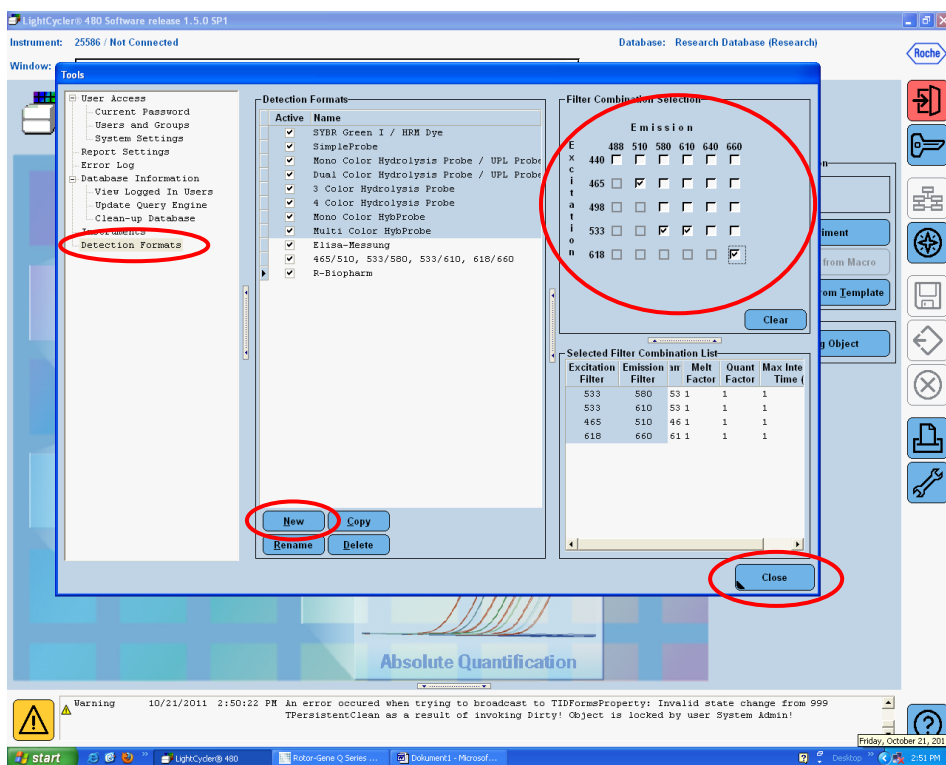 LightCycler® 480 Software release 1.5.0 SP1
Instrument: 25586 / Not Connected
Database: Research Database (Research)
Window:
Roche
Tools
User Access
Current Password
Users and Groups
System Settings
Report Settings
Error Log
Database Information
View Logged In Users
Update Query Engine
Clean-up Database
Instruments
Detection Formats
Detection Formats
Active Name
SYBR Green I / HRM Dye
SimpleProbe
Mono Color Hydrolysis Probe / UPL Probe
Dual Color Hydrolysis Probe / UPL Probe
3 Color Hydrolysis Probe
4 Color Hydrolysis Probe
Mono Color HybProbe
Multi Color HybProbe
Elisa-Messung
465/510, 533/580, 533/610, 618/660
R-Biopharm
New Copy
Rename Delete
Filter Combination Selection
Emission
488 510 580 610 640 660
Excitation
440
465
498
533
618
Clear
Selected Filter Combination List
Excitation Filter Emission Filter Melt Factor Quant Factor Max Inte Time (
533 580 53 1 1 1
533 610 53 1 1 1
465 510 46 1 1 1
618 660 61 1 1 1
Close
iment
from Macro
om Template
g Object
Absolute Quantification
Warning 10/21/2011 2:50:22 PM An error occured when trying to broadcast to TIDFormsProperty: Invalid state change from 999
TPersistentClean as a result of invoking Dirty! Object is locked by user System Admin!
Friday, October 21, 201
start LightCycler® 480 Rotor-Gene Q Series ... Dokument1 - Microsof... Desktop 2:51 PM